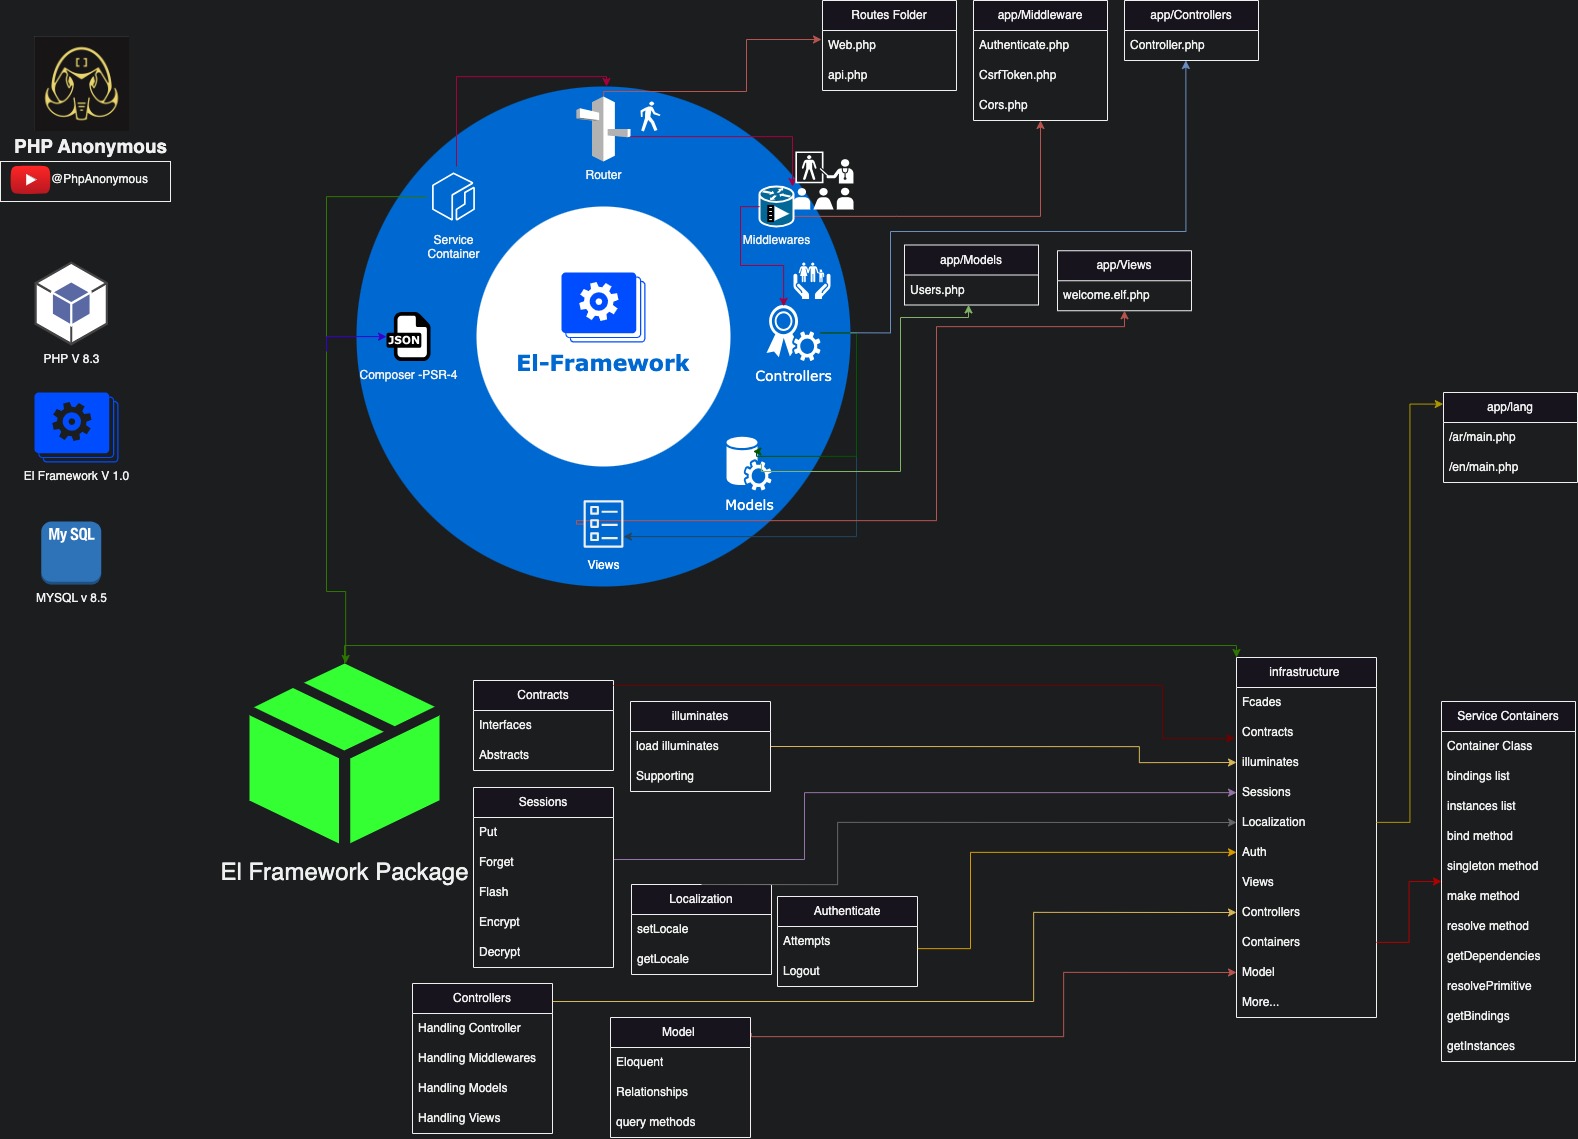 PHP Anonymous
@PhpAnonymous
PHP V 8.3
El Framework V 1.0
My SQL
MYSQL v 8.5
Router
Service
Container
Middlewares
JSON
Composer -PSR-4
El-Framework
Controllers
Models
Views
Routes Folder
Web.php
api.php
app/Middleware
Authenticate.php
CsrfToken.php
Cors.php
app/Controllers
Controller.php
app/Models
Users.php
app/Views
welcome.elf.php
app/lang
/ar/main.php
/en/main.php
El Framework Package
Contracts
Interfaces
Abstracts
illuminates
load illuminates
Supporting
Sessions
Put
Forget
Flash
Encrypt
Decrypt
Localization
setLocale
getLocale
Authenticate
Attempts
Logout
Controllers
Handling Controller
Handling Middlewares
Handling Models
Handling Views
Model
Eloquent
Relationships
query methods
infrastructure
Fcades
Contracts
illuminates
Sessions
Localization
Auth
Views
Controllers
Containers
Model
More...
Service Containers
Container Class
bindings list
instances list
bind method
singleton method
make method
resolve method
getDependencies
resolvePrimitive
getBindings
getInstances